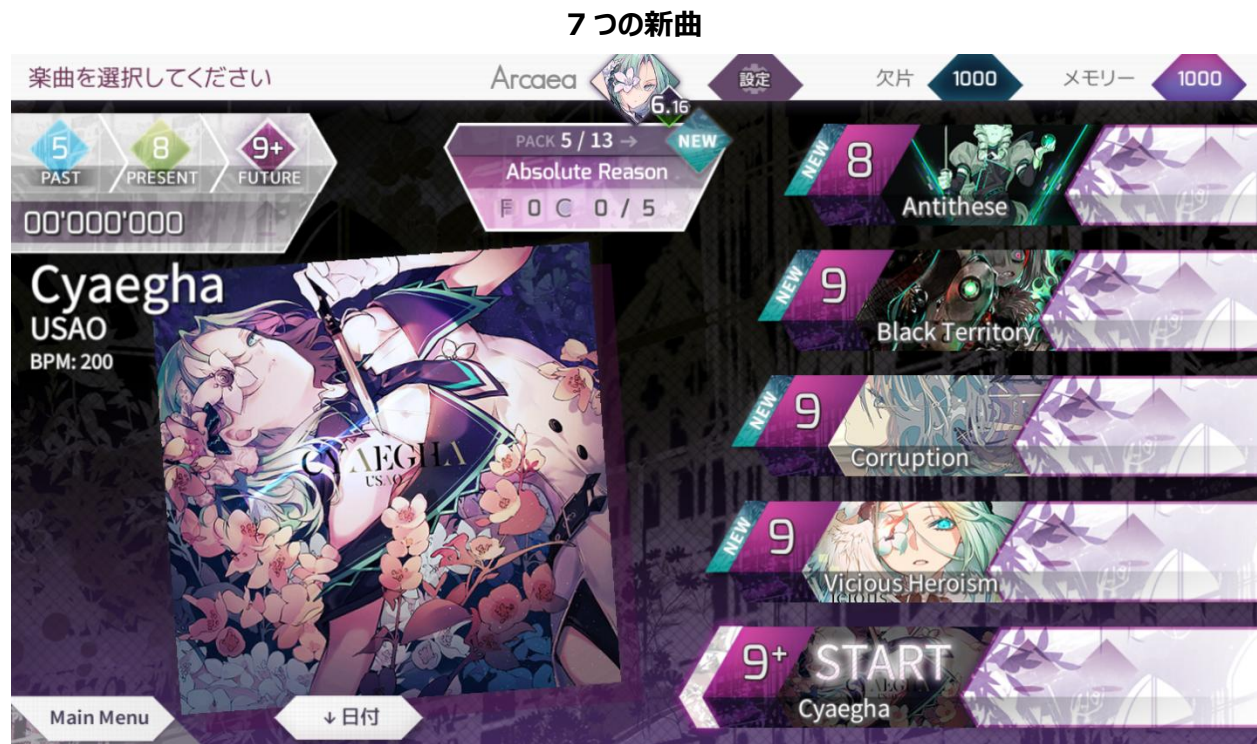 7つの新曲
楽曲を選択してください
Arcaea
6.16
設定
欠片 1000
メモリー 1000
5 8 9+
PAST PRESENT FUTURE
00'000'000
PACK 5 / 13 →
NEW
Absolute Reason
F 0 C 0 / 5
Cyaegha
USAO
BPM: 200
CYAEGHA
USAO
NEW
8
Antithese
NEW
9
Black Territory
NEW
9
Corruption
NEW
9
Vicious Heroism
9+
START
Cyaegha
Main Menu
↓日付